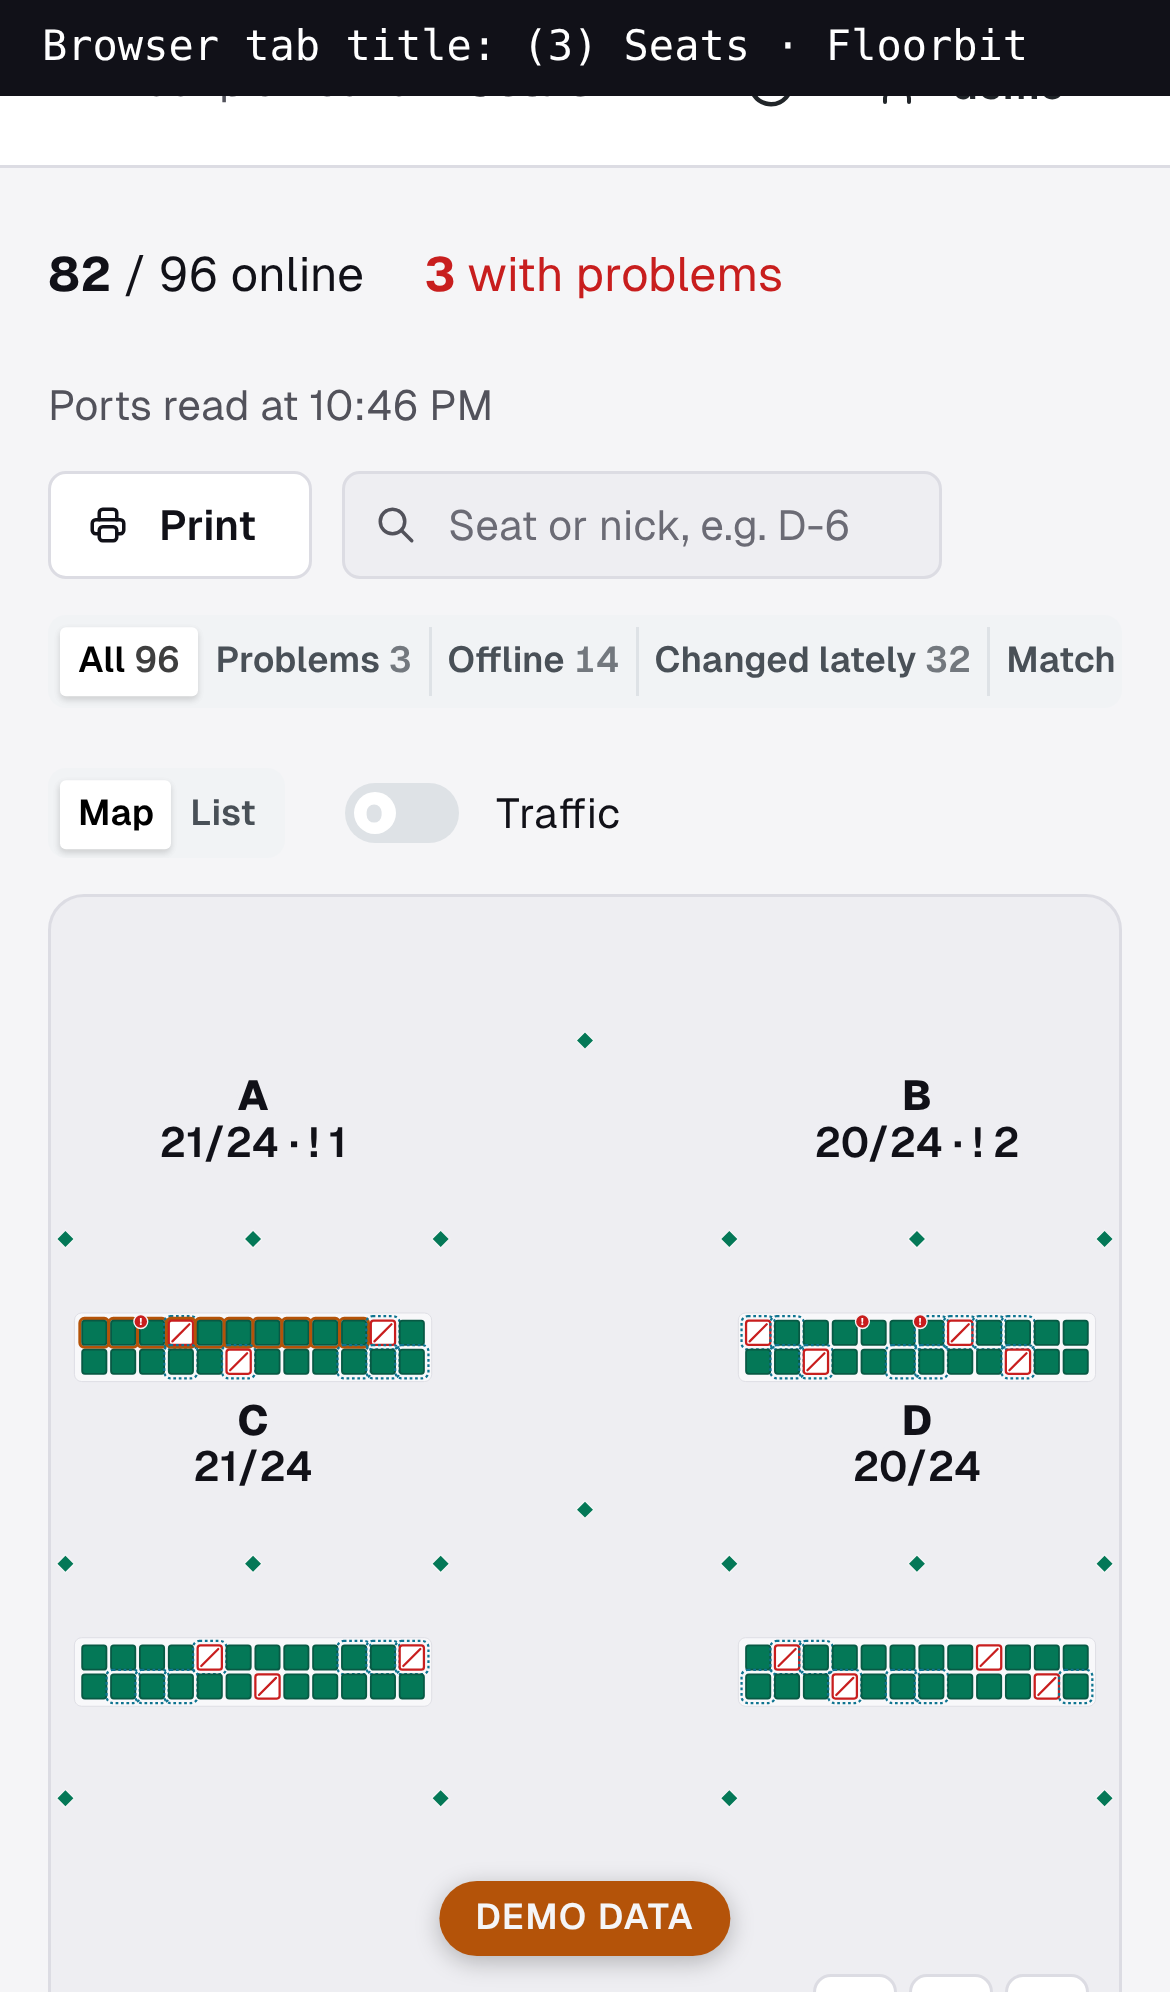 Browser tab title: (3) Seats · Floorbit
82 / 96 online 3 with problems
Ports read at 10:46 PM
Print
Seat or nick, e.g. D-6
All 96 Problems 3 Offline 14 Changed lately 32 Match
Map List Traffic
A
21/24 · ! 1
B
20/24 · ! 2
C
21/24
D
20/24
DEMO DATA